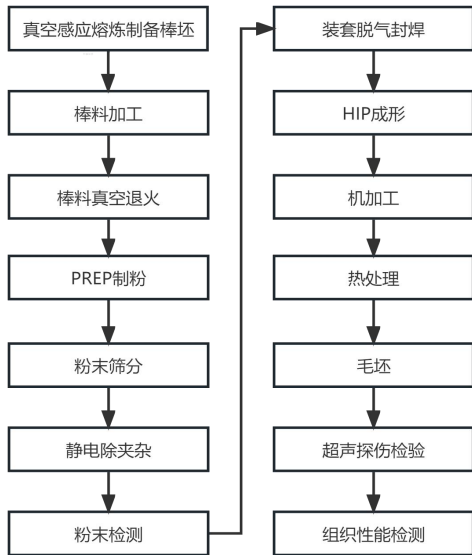 真空感应熔炼制备棒坯
棒料加工
棒料真空退火
PREP制粉
粉末筛分
静电除夹杂
粉末检测
装套脱气封焊
HIP成形
机加工
热处理
毛坯
超声探伤检验
组织性能检测